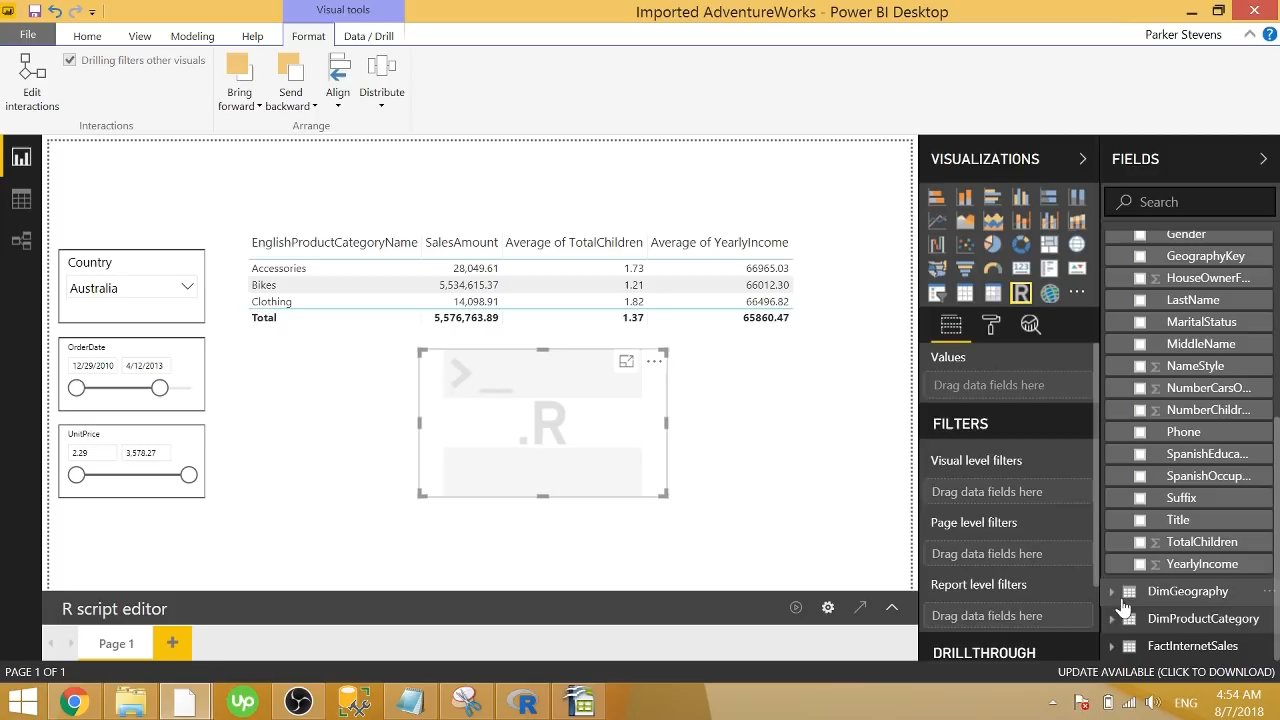 Visual tools
Imported AdventureWorks - Power BI Desktop
File
Home
View
Modeling
Help
Format
Data / Drill
Parker Stevens
Edit
interactions
Drilling filters other visuals
Bring
forward
Send
backward
Align
Distribute
Interactions
Arrange
EnglishProductCategoryName SalesAmount Average of TotalChildren Average of YearlyIncome
Accessories 28,049.61 1.73 66965.03
Bikes 5,534,615.37 1.21 66012.30
Clothing 14,098.91 1.82 66496.82
Total 5,576,763.89 1.37 65860.47
Country
Australia
OrderDate
12/29/2010 4/12/2013
UnitPrice
2.29 3,578.27
>_
.R
R script editor
Page 1
PAGE 1 OF 1
VISUALIZATIONS
123
R
Values
Drag data fields here
FILTERS
Visual level filters
Drag data fields here
Page level filters
Drag data fields here
Report level filters
Drag data fields here
DRILLTHROUGH
FIELDS
Search
Gender
GeographyKey
HouseOwnerF...
LastName
MaritalStatus
MiddleName
NameStyle
NumberCarsO...
NumberChildr...
Phone
SpanishEduca...
SpanishOccup...
Suffix
Title
TotalChildren
YearlyIncome
DimGeography
DimProductCategory
FactInternetSales
UPDATE AVAILABLE (CLICK TO DOWNLOAD)
Up
R
ENG
4:54 AM
8/7/2018